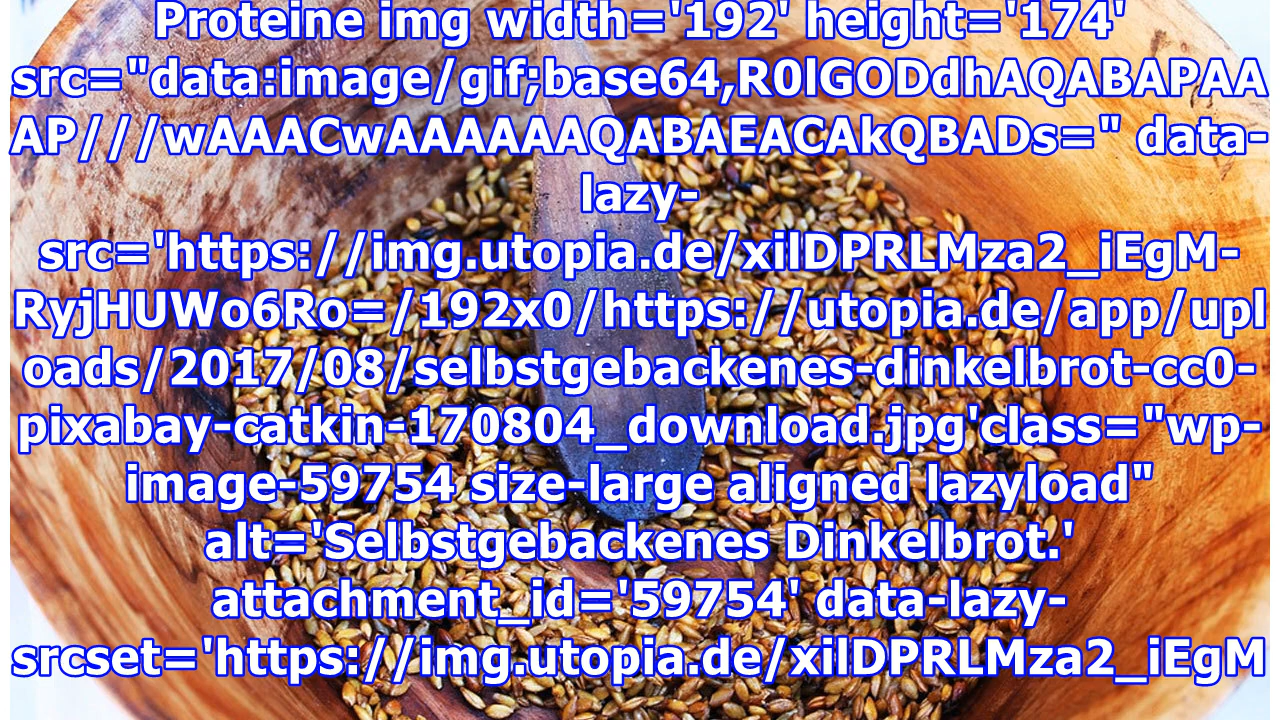 Proteine img width='192' height='174'
src="data:image/gif;base64,R0lGODdhAQABAPAA
AP///wAAACwAAAAAAQABAEACAkQBADs=" data-
lazy-
src='https://img.utopia.de/xilDPRLMza2_iEgM-
RyjHUWo6Ro=/192x0/https://utopia.de/app/upl
oads/2017/08/selbstgebackenes-dinkelbrot-cc0-
pixabay-catkin-170804_download.jpg'class="wp-
image-59754 size-large aligned lazyload"
alt='Selbstgebackenes Dinkelbrot.'
attachment_id='59754' data-lazy-
srcset='https://img.utopia.de/xilDPRLMza2_iEgM